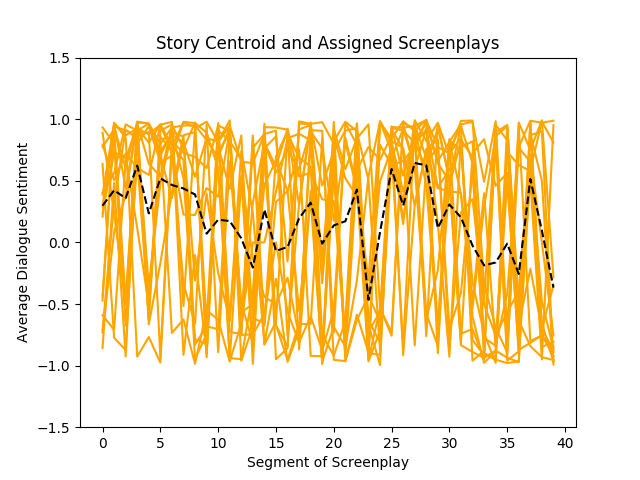 Story Centroid and Assigned Screenplays
1.5
1.0
0.5
0.0
−0.5
−1.0
−1.5
Average Dialogue Sentiment
0 5 10 15 20 25 30 35 40
Segment of Screenplay